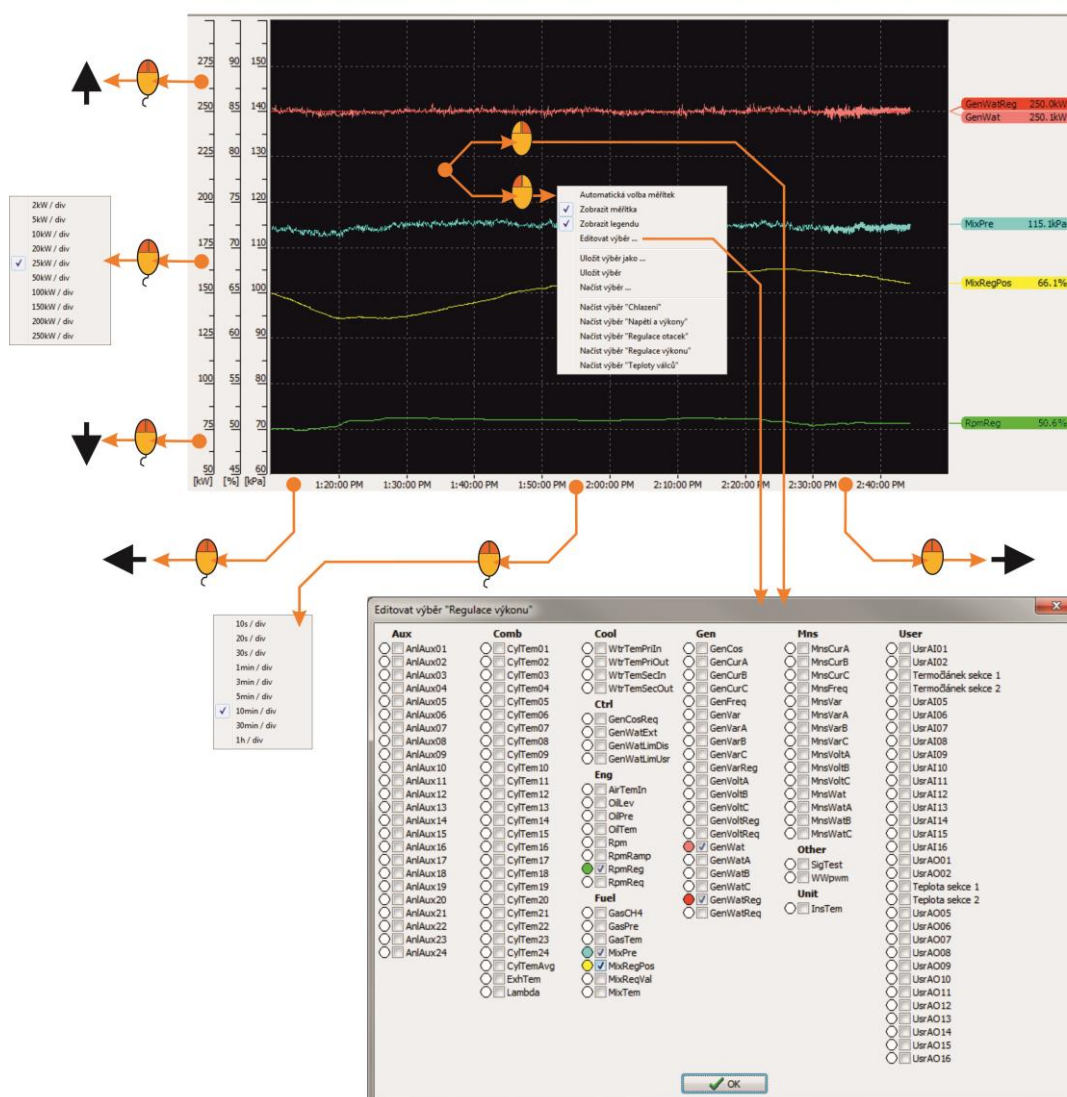 275
250
225
200
175
150
125
100
75
50
[kW]
90
85
80
75
70
65
60
55
50
45
[%]
150
140
130
120
110
100
90
80
70
60
[kPa]
1:20:00 PM
1:30:00 PM
1:40:00 PM
1:50:00 PM
2:00:00 PM
2:10:00 PM
2:20:00 PM
2:30:00 PM
2:40:00 PM
GenWatReg 250.0kW
GenWat 250.1kW
MixPre 115.1kPa
MixRegPos 66.1%
RpmReg 50.6%
2kW / div
5kW / div
10kW / div
20kW / div
25kW / div
50kW / div
100kW / div
150kW / div
200kW / div
250kW / div
Automatická volba měřítek
Zobrazit měřítka
Zobrazit legendu
Editovat výběr ...
Uložit výběr jako ...
Uložit výběr
Načíst výběr ...
Načíst výběr "Chlazení"
Načíst výběr "Napětí a výkony"
Načíst výběr "Regulace otacek"
Načíst výběr "Regulace výkonu"
Načíst výběr "Teploty válců"
10s / div
20s / div
30s / div
1min / div
3min / div
5min / div
10min / div
30min / div
1h / div
Editovat výběr "Regulace výkonu"
Aux
AnlAux01
AnlAux02
AnlAux03
AnlAux04
AnlAux05
AnlAux06
AnlAux07
AnlAux08
AnlAux09
AnlAux10
AnlAux11
AnlAux12
AnlAux13
AnlAux14
AnlAux15
AnlAux16
AnlAux17
AnlAux18
AnlAux19
AnlAux20
AnlAux21
AnlAux22
AnlAux23
AnlAux24
Comb
CylTem01
CylTem02
CylTem03
CylTem04
CylTem05
CylTem06
CylTem07
CylTem08
CylTem09
CylTem10
CylTem11
CylTem12
CylTem13
CylTem14
CylTem15
CylTem16
CylTem17
CylTem18
CylTem19
CylTem20
CylTem21
CylTem22
CylTem23
CylTem24
CylTemAvg
ExhTem
Lambda
Cool
WtrTemPriIn
WtrTemPriOut
WtrTemSecIn
WtrTemSecOut
Ctrl
GenCosReq
GenWatExt
GenWatLimDis
GenWatLimUsr
Eng
AirTemIn
OilLev
OilPre
OilTem
Rpm
RpmRamp
RpmReg
RpmReq
Fuel
GasCH4
GasPre
GasTem
MixPre
MixRegPos
MixReqVal
MixTem
Gen
GenCos
GenCurA
GenCurB
GenCurC
GenFreq
GenVar
GenVarA
GenVarB
GenVarC
GenVarReg
GenVoltA
GenVoltB
GenVoltC
GenVoltReg
GenVoltReq
GenWat
GenWatA
GenWatB
GenWatC
GenWatReg
GenWatReq
Mns
MnsCurA
MnsCurB
MnsCurC
MnsFreq
MnsVar
MnsVarA
MnsVarB
MnsVarC
MnsVoltA
MnsVoltB
MnsVoltC
MnsWat
MnsWatA
MnsWatB
MnsWatC
Other
SigTest
WWpwm
Unit
InsTem
User
UsrAI01
UsrAI02
Termočlánek sekce 1
Termočlánek sekce 2
UsrAI05
UsrAI06
UsrAI07
UsrAI08
UsrAI09
UsrAI10
UsrAI11
UsrAI12
UsrAI13
UsrAI14
UsrAI15
UsrAI16
UsrAO01
UsrAO02
Teplota sekce 1
Teplota sekce 2
UsrAO05
UsrAO06
UsrAO07
UsrAO08
UsrAO09
UsrAO10
UsrAO11
UsrAO12
UsrAO13
UsrAO14
UsrAO15
UsrAO16
OK